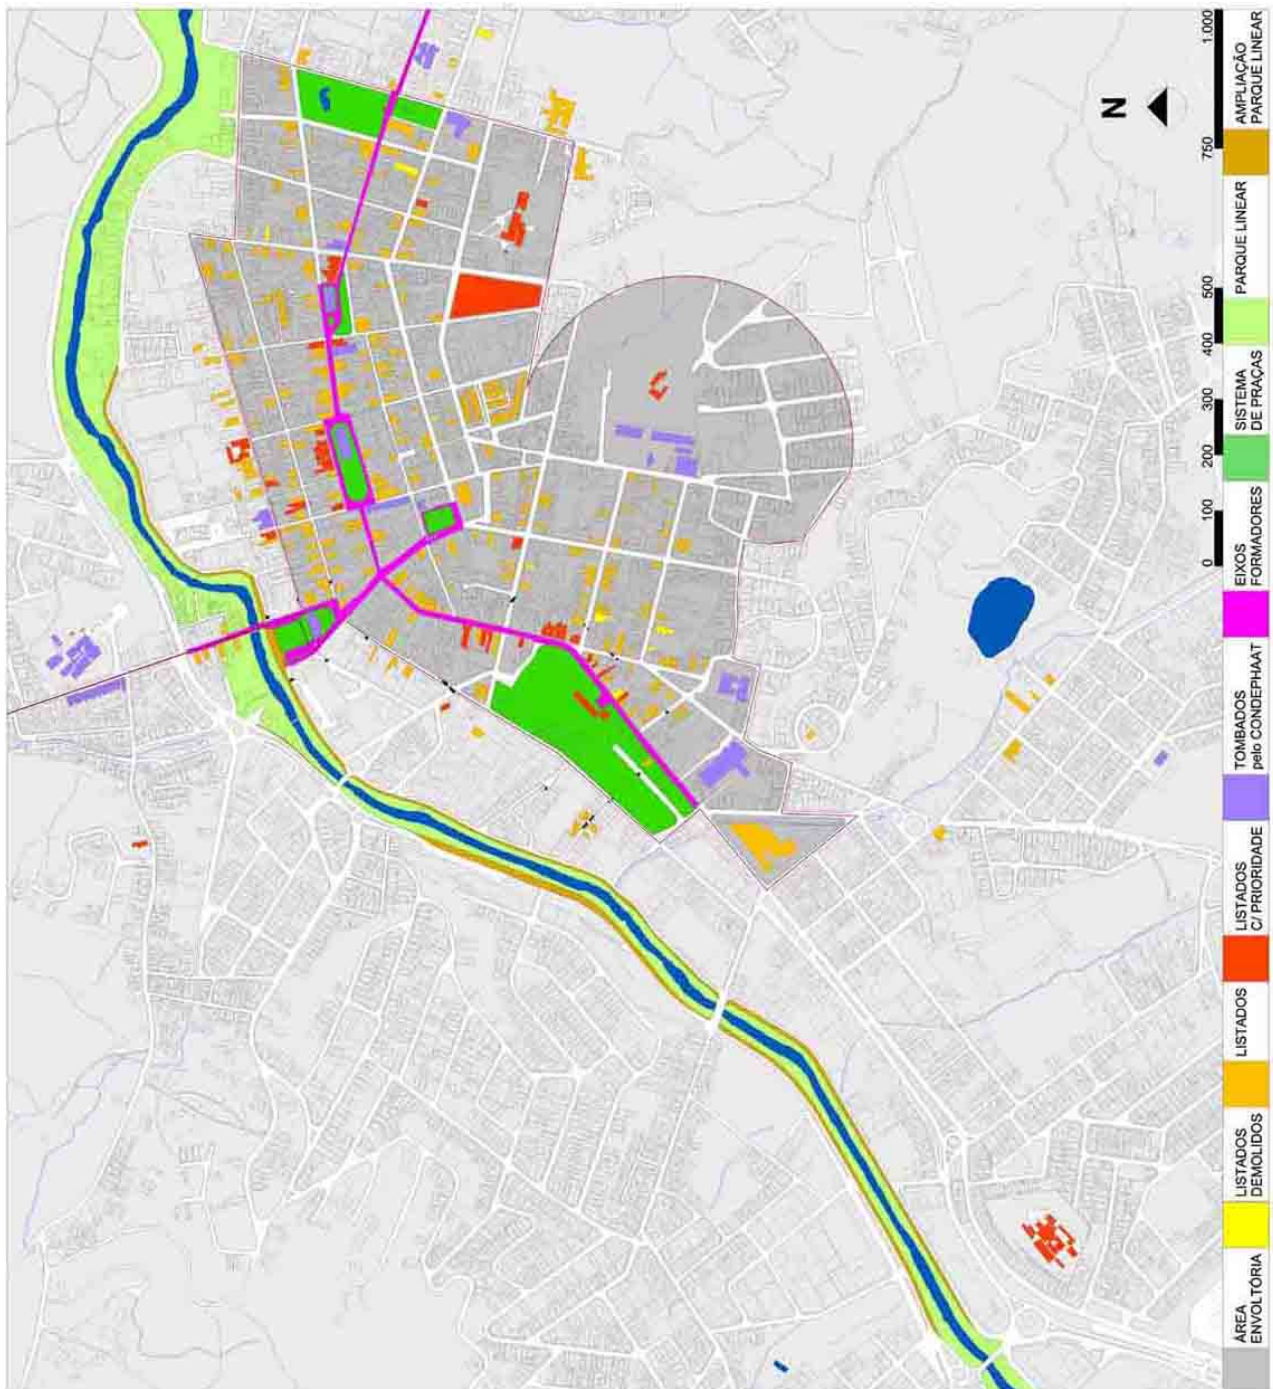 N
0 100 200 300 400 500 750 1.000
ÁREA
ENVOLTÓRIA
LISTADOS
DEMOLIDOS
LISTADOS
LISTADOS
C/ PRIORIDADE
TOMBADOS
pelo CONDEPHAAT
EIXOS
FORMADORES
SISTEMA
DE PRAÇAS
PARQUE LINEAR
AMPLIAÇÃO
PARQUE LINEAR